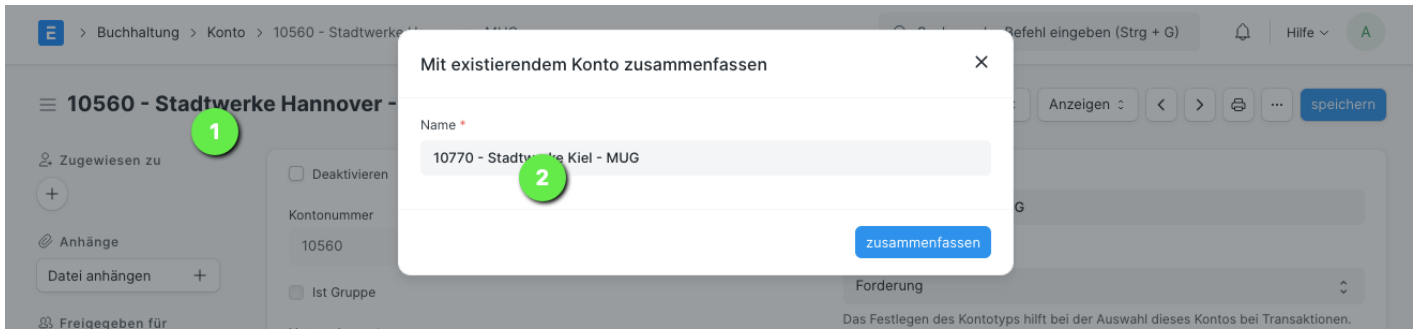 E > Buchhaltung > Konto > 10560 - Stadtwerke
Befehl eingeben (Strg + G)
Hilfe
A
10560 - Stadtwerke Hannover -
1
Anzeigen
speichern
Mit existierendem Konto zusammenfassen
Name *
10770 - Stadtwerke Kiel - MUG
2
zusammenfassen
Zugewiesen zu
Deaktivieren
Kontonummer
G
Anhänge
10560
Datei anhängen
Ist Gruppe
Forderung
Freigegeben für
Das Festlegen des Kontotyps hilft bei der Auswahl dieses Kontos bei Transaktionen.